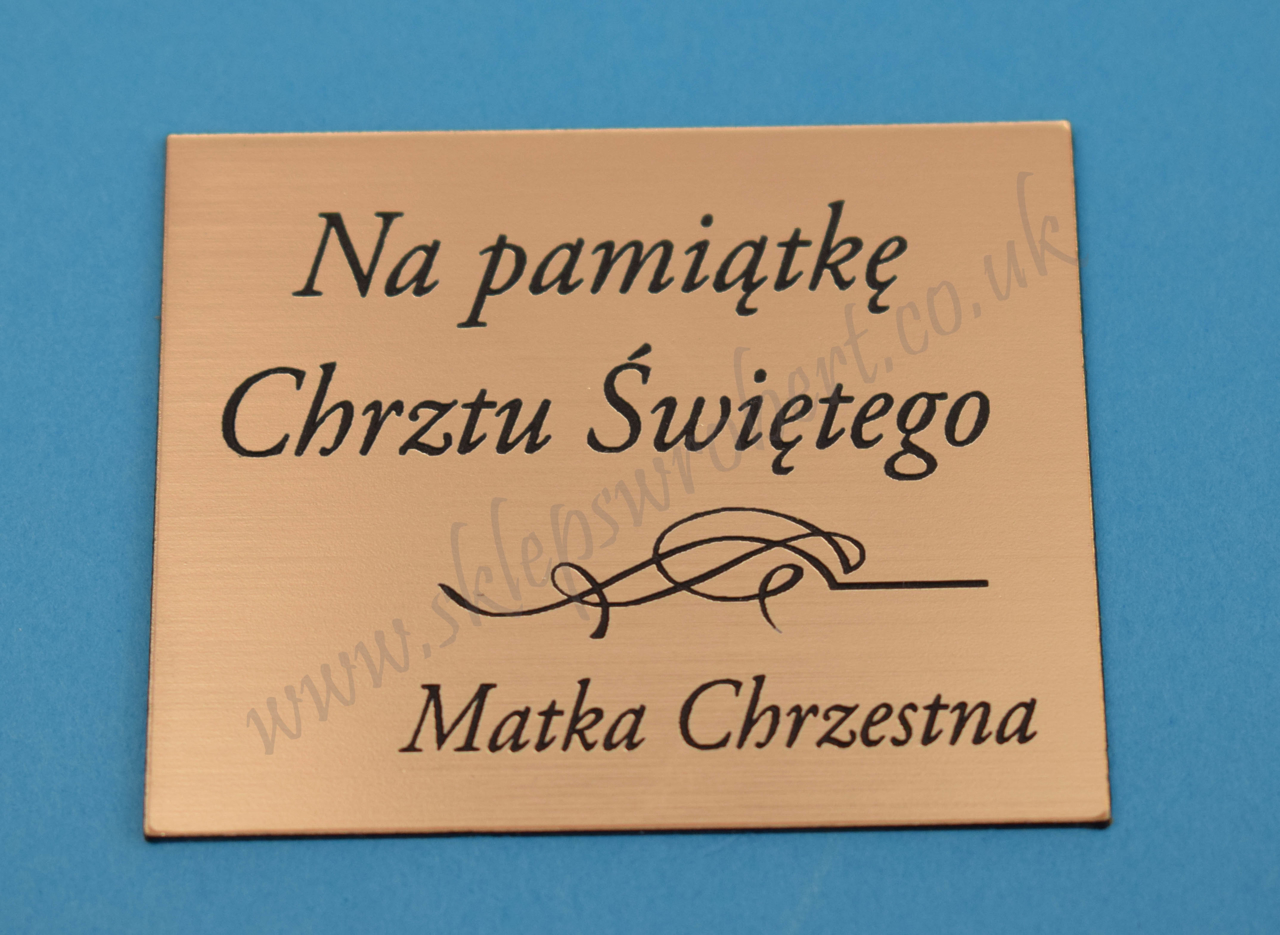 Na pamiątkę
Chrztu Świętego
Matka Chrzestna
www.sklepswrobert.co.uk